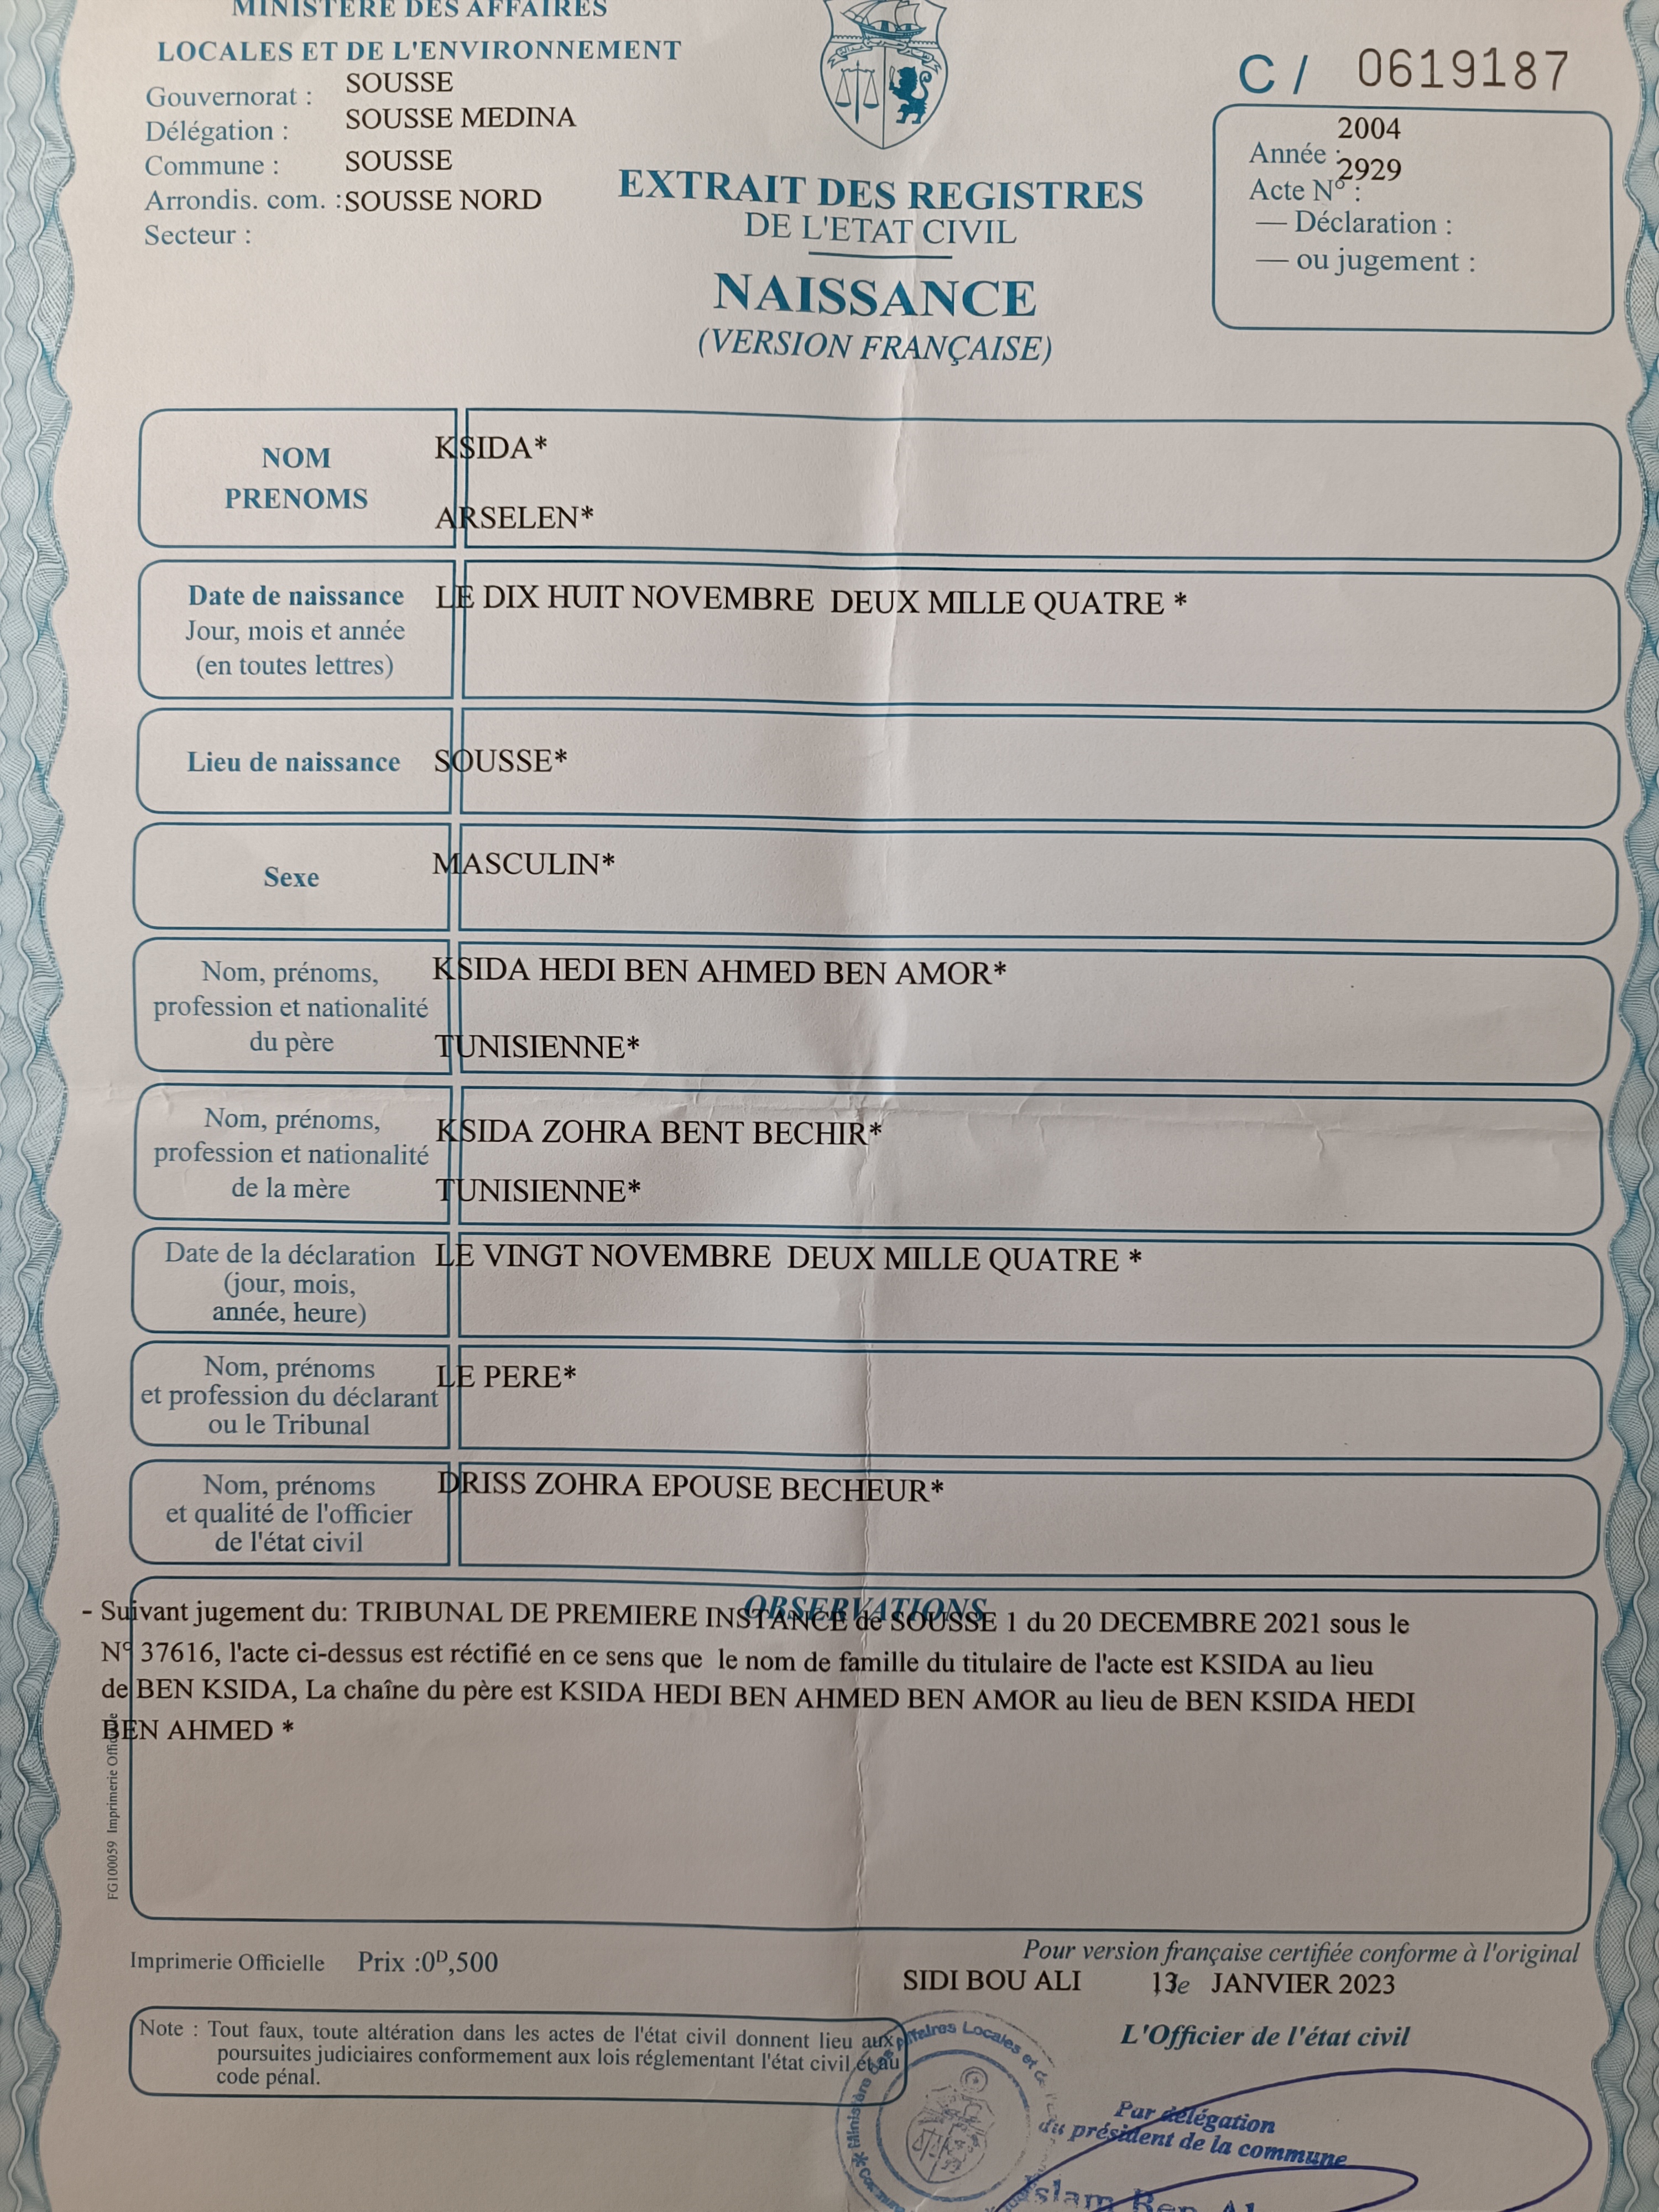 MINISTERE DES AFFAIRES
LOCALES ET DE L'ENVIRONNEMENT
Gouvernorat : SOUSSE
Délégation : SOUSSE MEDINA
Commune : SOUSSE
Arrondis. com. : SOUSSE NORD
Secteur :
EXTRAIT DES REGISTRES
DE L'ETAT CIVIL
NAISSANCE
(VERSION FRANÇAISE)
C / 0619187
Année : 2004
Acte N° : 2929
— Déclaration :
— ou jugement :
NOM
PRENOMS
KSIDA*
ARSELEN*
Date de naissance
Jour, mois et année
(en toutes lettres)
LE DIX HUIT NOVEMBRE DEUX MILLE QUATRE *
Lieu de naissance
SOUSSE*
Sexe
MASCULIN*
Nom, prénoms,
profession et nationalité
du père
KSIDA HEDI BEN AHMED BEN AMOR*
TUNISIENNE*
Nom, prénoms,
profession et nationalité
de la mère
KSIDA ZOHRA BENT BECHIR*
TUNISIENNE*
Date de la déclaration
(jour, mois,
année, heure)
LE VINGT NOVEMBRE DEUX MILLE QUATRE *
Nom, prénoms
et profession du déclarant
ou le Tribunal
LE PERE*
Nom, prénoms
et qualité de l'officier
de l'état civil
DRISS ZOHRA EPOUSE BECHEUR*
OBSERVATIONS
- Suivant jugement du: TRIBUNAL DE PREMIERE INSTANCE de SOUSSE 1 du 20 DECEMBRE 2021 sous le
N° 37616, l'acte ci-dessus est réctifié en ce sens que le nom de famille du titulaire de l'acte est KSIDA au lieu
de BEN KSIDA, La chaîne du père est KSIDA HEDI BEN AHMED BEN AMOR au lieu de BEN KSIDA HEDI
BEN AHMED *
FG100059 Imprimerie Officielle
Imprimerie Officielle Prix :0D,500
Pour version française certifiée conforme à l'original
SIDI BOU ALI 13 JANVIER 2023
L'Officier de l'état civil
Note : Tout faux, toute altération dans les actes de l'état civil donnent lieu aux
poursuites judiciaires conformement aux lois réglementant l'état civil et au
code pénal.
Ministère des Affaires Locales et de
Par délégation
du président de la commune
Islam Ben